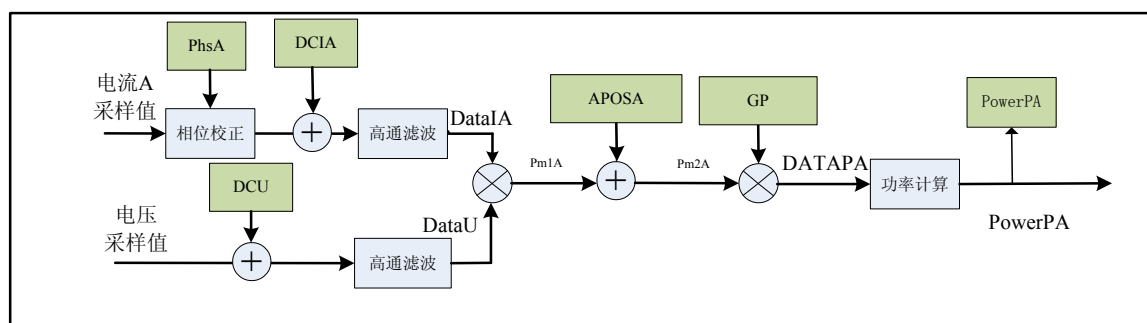 PhsA
DCIA
电流A
采样值
相位校正
高通滤波
DataIA
APOSA
GP
PowerPA
Pm1A
Pm2A
DATAPA
功率计算
PowerPA
DCU
电压
采样值
高通滤波
DataU